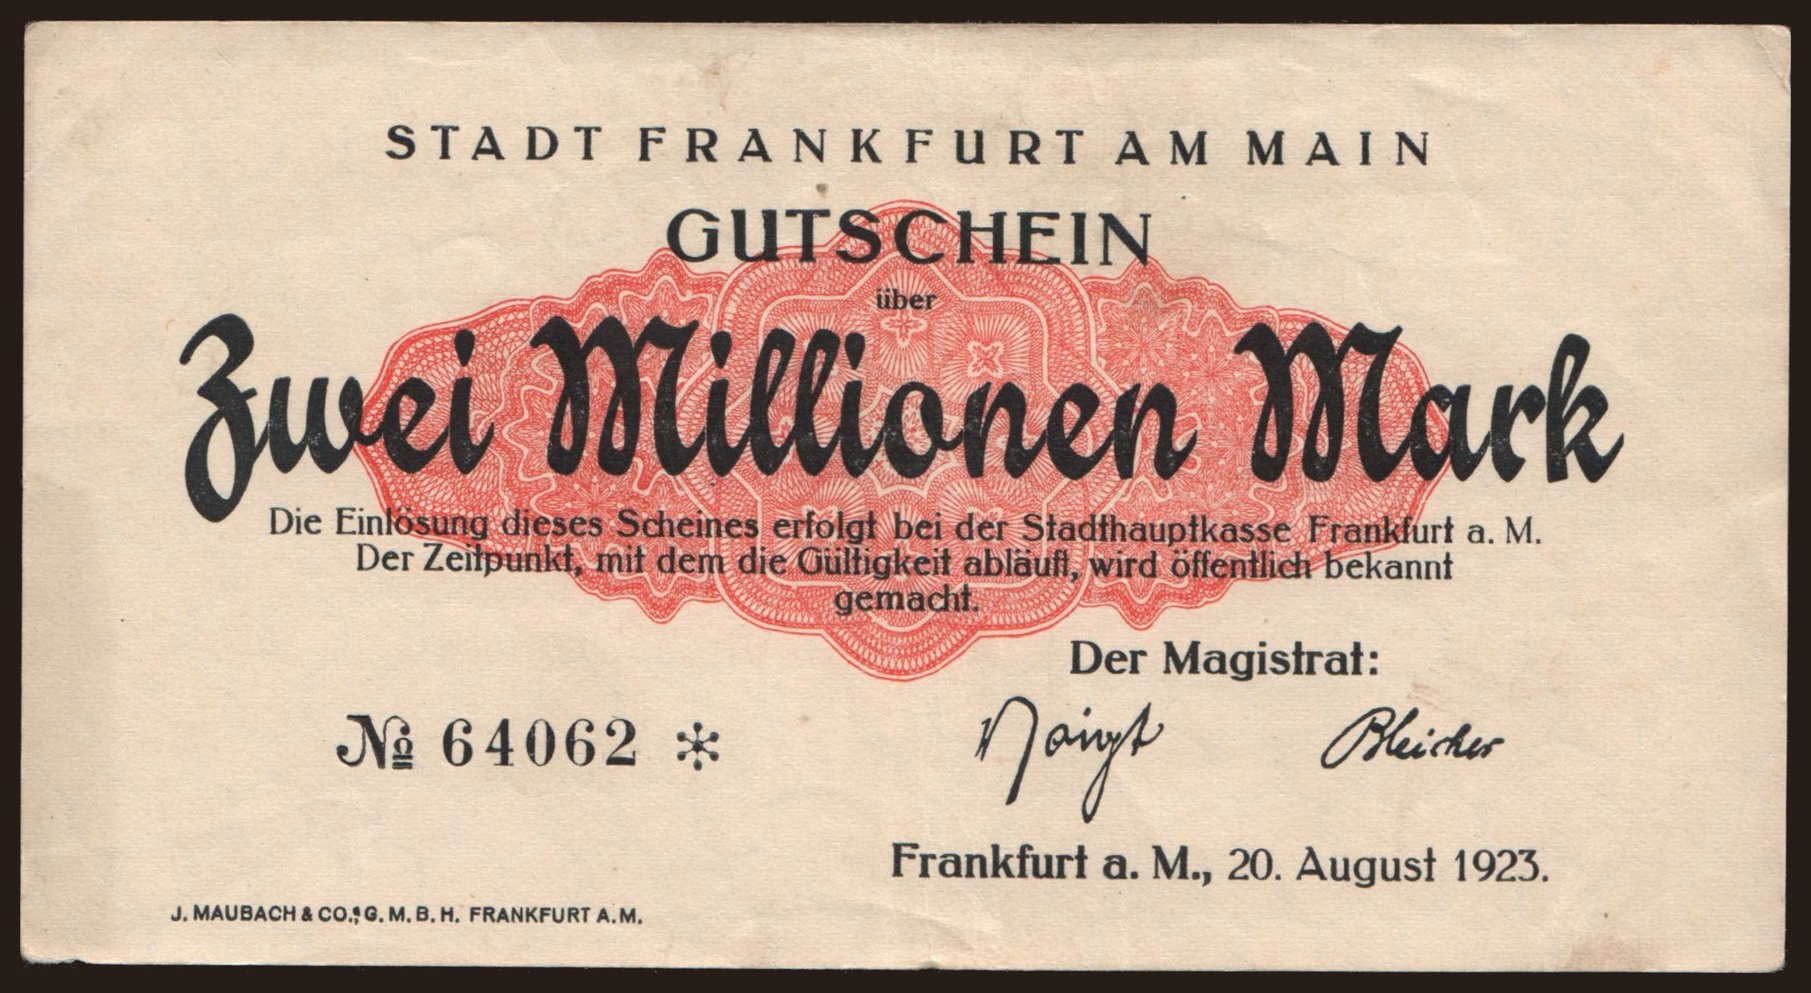 STADT FRANKFURT AM MAIN
GUTSCHEIN
über
Zwei Millionen Mark
Die Einlösung dieses Scheines erfolgt bei der Stadthauptkasse Frankfurt a. M.
Der Zeitpunkt, mit dem die Gültigkeit abläuft, wird öffentlich bekannt
gemacht.
Der Magistrat:
Voigt Bleicher
№ 64062 *
Frankfurt a. M., 20. August 1923.
J. MAUBACH & CO., G. M. B. H. FRANKFURT A. M.